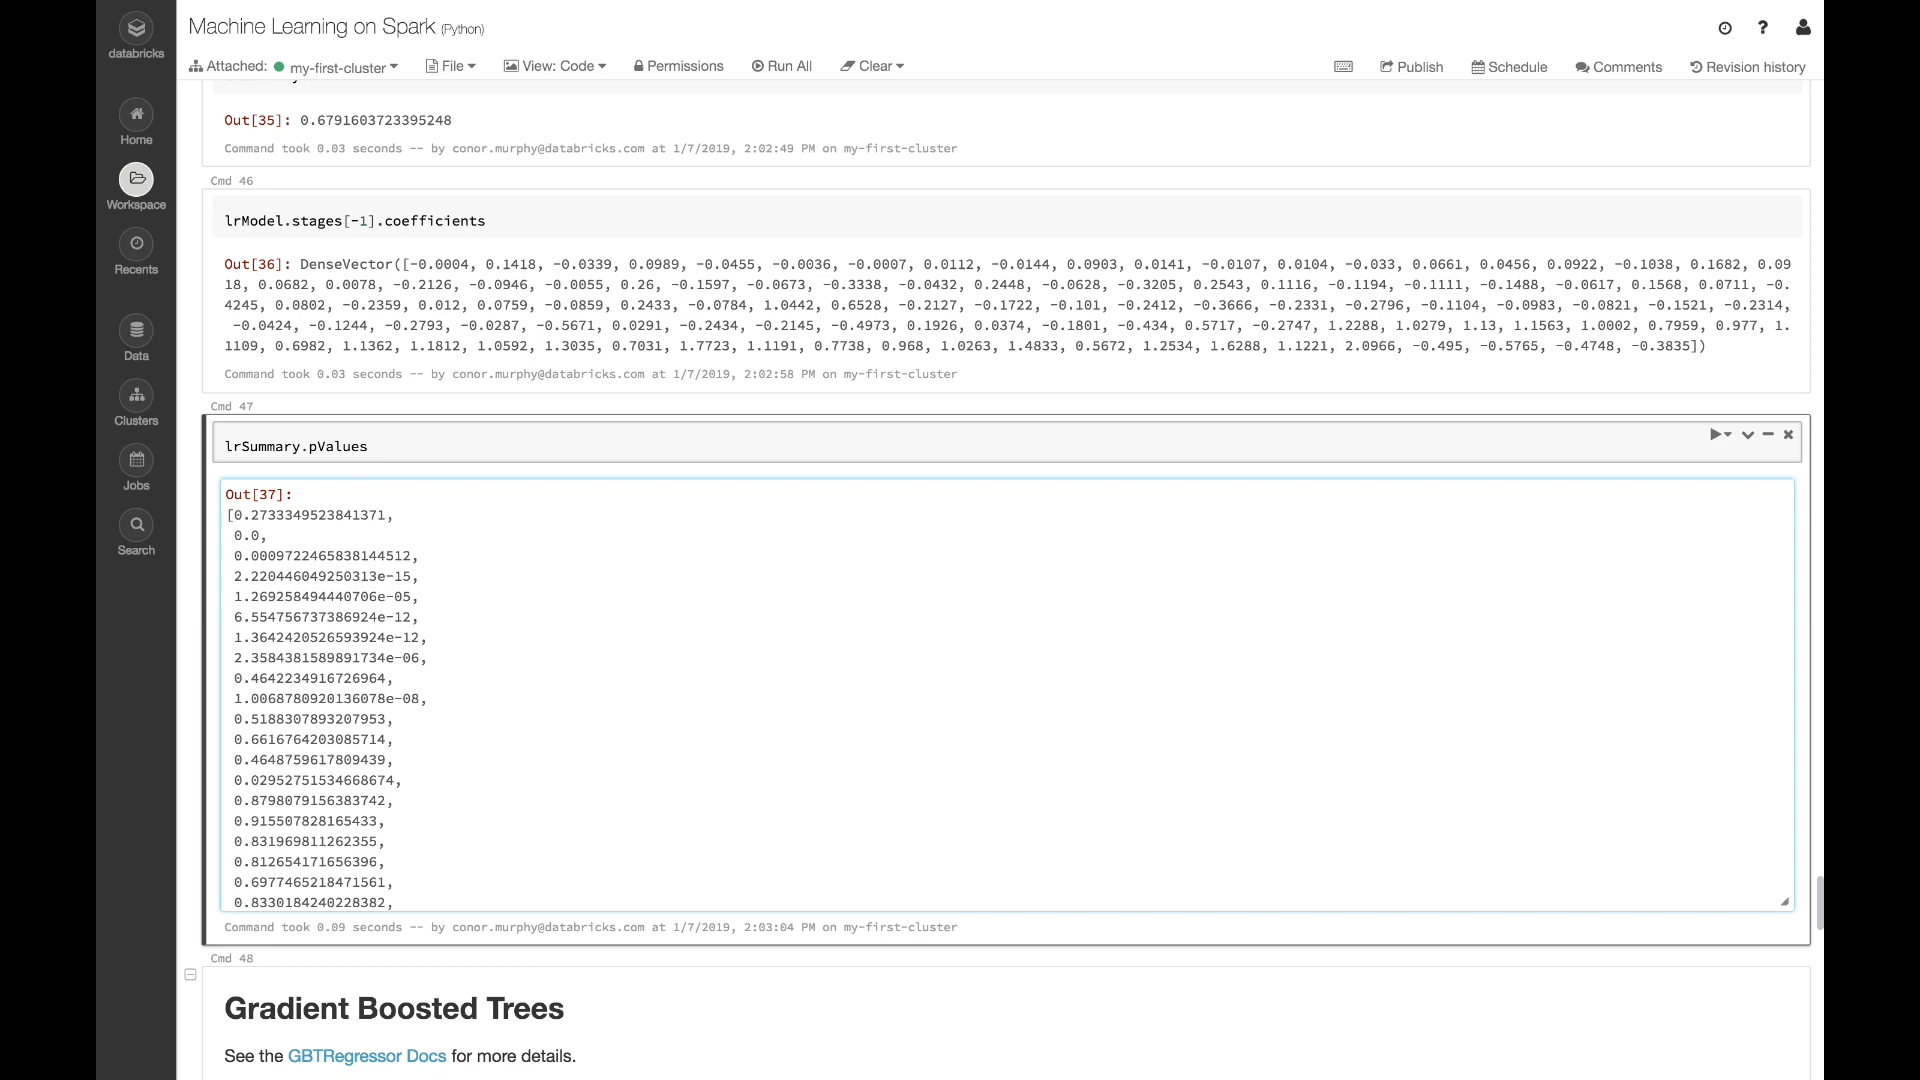 Machine Learning on Spark (Python)
databricks
Attached: my-first-cluster File View: Code Permissions Run All Clear Publish Schedule Comments Revision history
Home
Workspace
Recents
Data
Clusters
Jobs
Search
Out[35]: 0.6791603723395248
Command took 0.03 seconds -- by conor.murphy@databricks.com at 1/7/2019, 2:02:49 PM on my-first-cluster
Cmd 46
lrModel.stages[-1].coefficients
Out[36]: DenseVector([-0.0004, 0.1418, -0.0339, 0.0989, -0.0455, -0.0036, -0.0007, 0.0112, -0.0144, 0.0903, 0.0141, -0.0107, 0.0104, -0.033, 0.0661, 0.0456, 0.0922, -0.1038, 0.1682, 0.09
18, 0.0682, 0.0078, -0.2126, -0.0946, -0.0055, 0.26, -0.1597, -0.0673, -0.3338, -0.0432, 0.2448, -0.0628, -0.3205, 0.2543, 0.1116, -0.1194, -0.1111, -0.1488, -0.0617, 0.1568, 0.0711, -0.
4245, 0.0802, -0.2359, 0.012, 0.0759, -0.0859, 0.2433, -0.0784, 1.0442, 0.6528, -0.2127, -0.1722, -0.101, -0.2412, -0.3666, -0.2331, -0.2796, -0.1104, -0.0983, -0.0821, -0.1521, -0.2314,
-0.0424, -0.1244, -0.2793, -0.0287, -0.5671, 0.0291, -0.2434, -0.2145, -0.4973, 0.1926, 0.0374, -0.1801, -0.434, 0.5717, -0.2747, 1.2288, 1.0279, 1.13, 1.1563, 1.0002, 0.7959, 0.977, 1.
1109, 0.6982, 1.1362, 1.1812, 1.0592, 1.3035, 0.7031, 1.7723, 1.1191, 0.7738, 0.968, 1.0263, 1.4833, 0.5672, 1.2534, 1.6288, 1.1221, 2.0966, -0.495, -0.5765, -0.4748, -0.3835])
Command took 0.03 seconds -- by conor.murphy@databricks.com at 1/7/2019, 2:02:58 PM on my-first-cluster
Cmd 47
lrSummary.pValues
Out[37]:
[0.2733349523841371,
0.0,
0.0009722465838144512,
2.220446049250313e-15,
1.269258494440706e-05,
6.554756737386924e-12,
1.3642420526593924e-12,
2.3584381589891734e-06,
0.4642234916726964,
1.0068780920136078e-08,
0.5188307893207953,
0.6616764203085714,
0.4648759617809439,
0.02952751534668674,
0.8798079156383742,
0.915507828165433,
0.831969811262355,
0.812654171656396,
0.6977465218471561,
0.8330184240228382,
Command took 0.09 seconds -- by conor.murphy@databricks.com at 1/7/2019, 2:03:04 PM on my-first-cluster
Cmd 48
Gradient Boosted Trees
See the GBTRegressor Docs for more details.